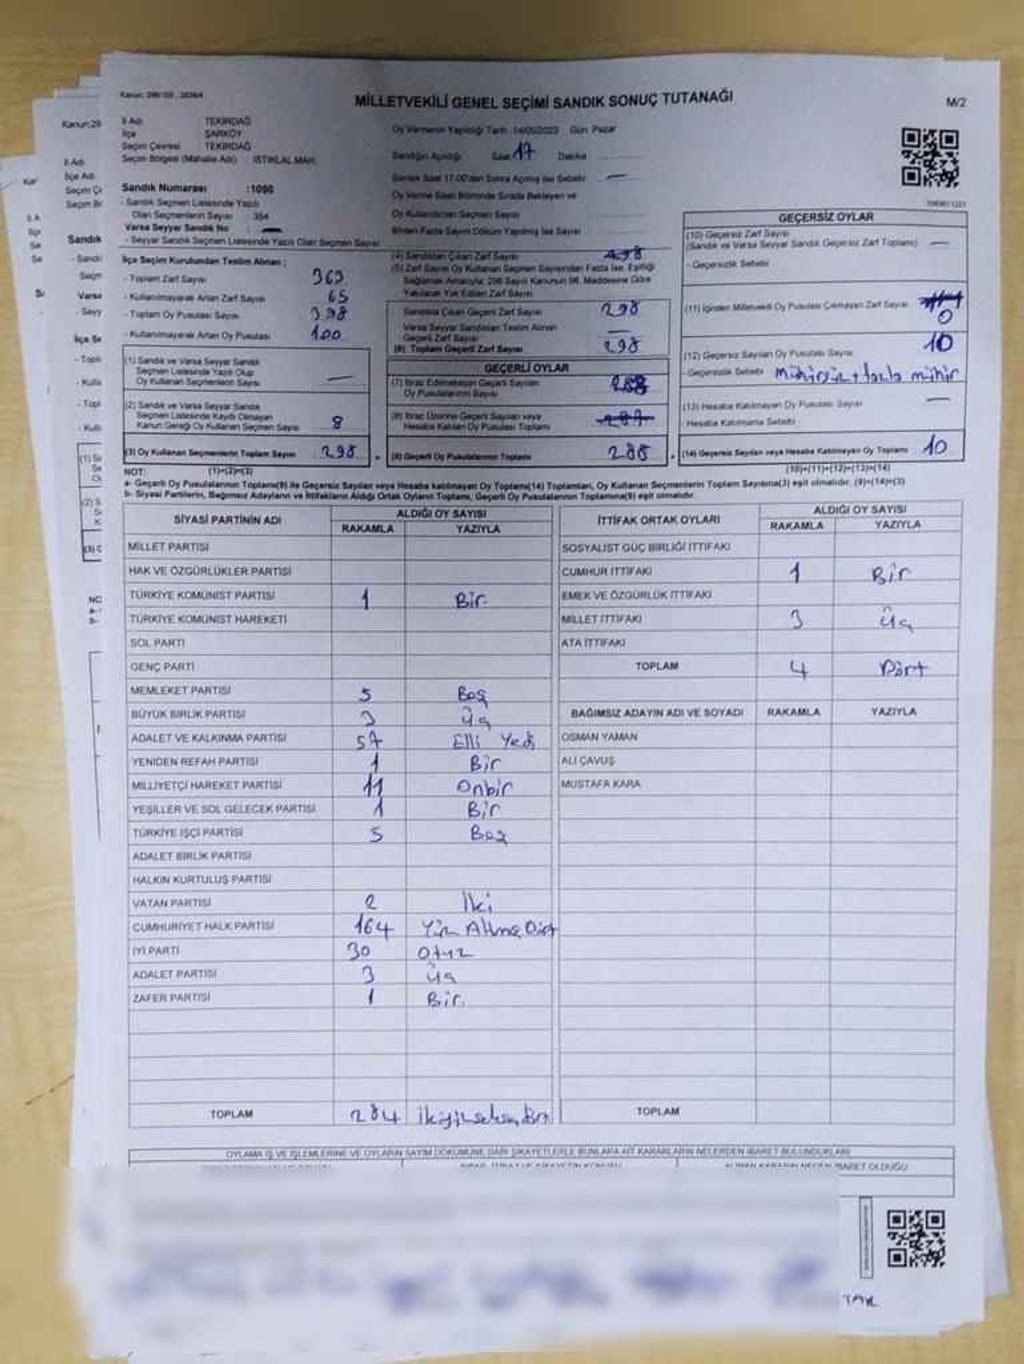 MİLLETVEKİLİ GENEL SEÇİMİ SANDIK SONUÇ TUTANAĞI
M/2
İl Adı TEKİRDAĞ
İlçe ŞARKÖY
Seçim Çevresi TEKİRDAĞ
Seçim Bölgesi (Mahalle Adı) : İSTİKLAL MAH.
Oy Vermenin Yapıldığı Tarih: 14/05/2023 Gün: Pazar
Sandığın Açıldığı Saat 17 Dakika
Sandık Saat 17.00'den Sonra Açılmış İse Sebebi —
Sandık Numarası
- Sandık Seçmen Listesinde Yazılı
Olan Seçmenlerin Sayısı 354
Varsa Seyyar Sandık No : —
- Seyyar Sandık Seçmen Listesinde Yazılı Olan Seçmen Sayısı
Oy Verme Saati Bitiminde Sırada Bekleyen ve
Oy Kullandırılan Seçmen Sayısı
Birden Fazla Sayım Döküm Yapılmış İse Sayısı
İlçe Seçim Kurulundan Teslim Alınan ;
- Toplam Zarf Sayısı 363
- Kullanılmayarak Artan Zarf Sayısı 65
- Toplam Oy Pusulası Sayısı 398
- Kullanılmayarak Artan Oy Pusulası 100
(1) Sandık ve Varsa Seyyar Sandık
Seçmen Listesinde Yazılı Olup
Oy Kullanan Seçmenlerin Sayısı —
(2) Sandık ve Varsa Seyyar Sandık
Seçmen Listesinde Kayıtlı Olmayan
Kanun Gereği Oy Kullanan Seçmen Sayısı 8
(3) Oy Kullanan Seçmenlerin Toplam Sayısı 298
(1)+(2)=(3)
(4) Sandıktan Çıkan Zarf Sayısı
(5) Zarf Sayısı Oy Kullanan Seçmen Sayısından Fazla İse, Eşitliği
Sağlamak Amacıyla, 298 Sayılı Kanunun 98. Maddesine Göre
Yakılarak Yok Edilen Zarf Sayısı
Sandıkta Çıkan Geçerli Zarf Sayısı 298
Varsa Seyyar Sandıktan Teslim Alınan
Geçerli Zarf Sayısı —
(6) Toplam Geçerli Zarf Sayısı 298
GEÇERLİ OYLAR
(7) İtiraz Edilmeksizin Geçerli Sayılan
Oy Pusulalarının Sayısı
(8) İtiraz Üzerine Geçerli Sayılan veya
Hesaba Katılan Oy Pusulası Toplamı
(9) Geçerli Oy Pusulalarının Toplamı 288
GEÇERSİZ OYLAR
(10) Geçersiz Zarf Sayısı
(Sandık ve Varsa Seyyar Sandık Geçersiz Zarf Toplamı) —
- Geçersizlik Sebebi
(11) İçinden Milletvekili Oy Pusulası Çıkmayan Zarf Sayısı 0
(12) Geçersiz Sayılan Oy Pusulası Sayısı 10
- Geçersizlik Sebebi Mühürsüz + fazla mühür
(13) Hesaba Katılmayan Oy Pusulası Sayısı —
- Hesaba Katılmama Sebebi
(14) Geçersiz Sayılan veya Hesaba Katılmayan Oy Toplamı 10
(10)+(11)+(12)+(13)=(14)
NOT:
a- Geçerli Oy Pusulalarının Toplamı(9) ile Geçersiz Sayılan veya Hesaba katılmayan Oy Toplamı(14) Toplamları, Oy Kullanan Seçmenlerin Toplam Sayısına(3) eşit olmalıdır. (9)+(14)=(3)
b- Siyasi Partilerin, Bağımsız Adayların ve İttifakların Aldığı Ortak Oyların Toplamı, Geçerli Oy Pusulalarının Toplamına(9) eşit olmalıdır.
SİYASİ PARTİNİN ADI ALDIĞI OY SAYISI
RAKAMLA YAZIYLA
MİLLET PARTİSİ
HAK VE ÖZGÜRLÜKLER PARTİSİ
TÜRKİYE KOMÜNİST PARTİSİ 1 Bir
TÜRKİYE KOMÜNİST HAREKETİ
SOL PARTİ
GENÇ PARTİ
MEMLEKET PARTİSİ 5 Beş
BÜYÜK BİRLİK PARTİSİ 3 Üç
ADALET VE KALKINMA PARTİSİ 57 Elli Yedi
YENİDEN REFAH PARTİSİ 1 Bir
MİLLİYETÇİ HAREKET PARTİSİ 11 Onbir
YEŞİLLER VE SOL GELECEK PARTİSİ 1 Bir
TÜRKİYE İŞÇİ PARTİSİ 5 Beş
ADALET BİRLİK PARTİSİ
HALKIN KURTULUŞ PARTİSİ
VATAN PARTİSİ 2 İki
CUMHURİYET HALK PARTİSİ 164 Yüz Altmış Dört
İYİ PARTİ 30 Otuz
ADALET PARTİSİ 3 Üç
ZAFER PARTİSİ 1 Bir
TOPLAM 284 İkiyüzseksendört
İTTİFAK ORTAK OYLARI ALDIĞI OY SAYISI
RAKAMLA YAZIYLA
SOSYALİST GÜÇ BİRLİĞİ İTTİFAKI
CUMHUR İTTİFAKI 1 Bir
EMEK VE ÖZGÜRLÜK İTTİFAKI
MİLLET İTTİFAKI 3 Üç
ATA İTTİFAKI
TOPLAM 4 Dört
BAĞIMSIZ ADAYIN ADI VE SOYADI RAKAMLA YAZIYLA
OSMAN YAMAN
ALİ ÇAVUŞ
MUSTAFA KARA
TOPLAM
OYLAMA İŞ VE İŞLEMLERİNE VE OYLARIN SAYIM DÖKÜMÜNE DAİR ŞİKAYETLERLE BUNLARA AİT KARARLARIN NELERDEN İBARET BULUNDUKLARI